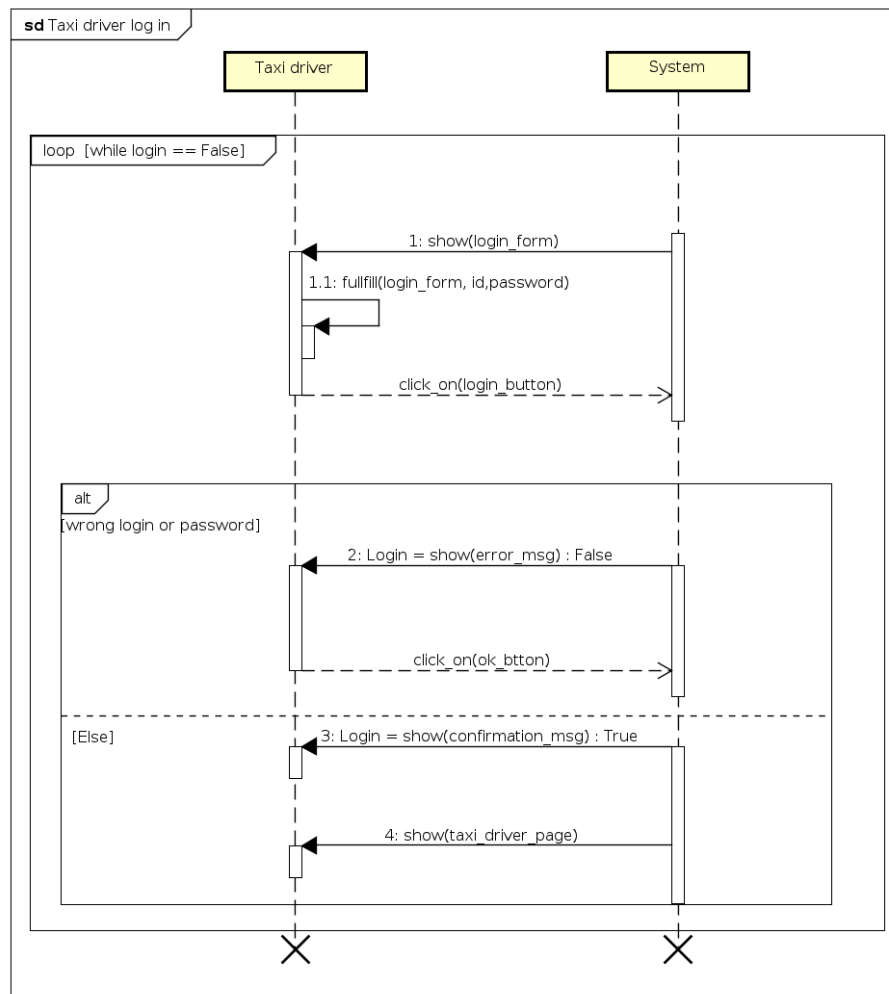 sd Taxi driver log in
Taxi driver
System
loop [while login == False]
1: show(login_form)
1.1: fullfill(login_form, id,password)
click_on(login_button)
alt
[wrong login or password]
2: Login = show(error_msg) : False
click_on(ok_btton)
[Else]
3: Login = show(confirmation_msg) : True
4: show(taxi_driver_page)